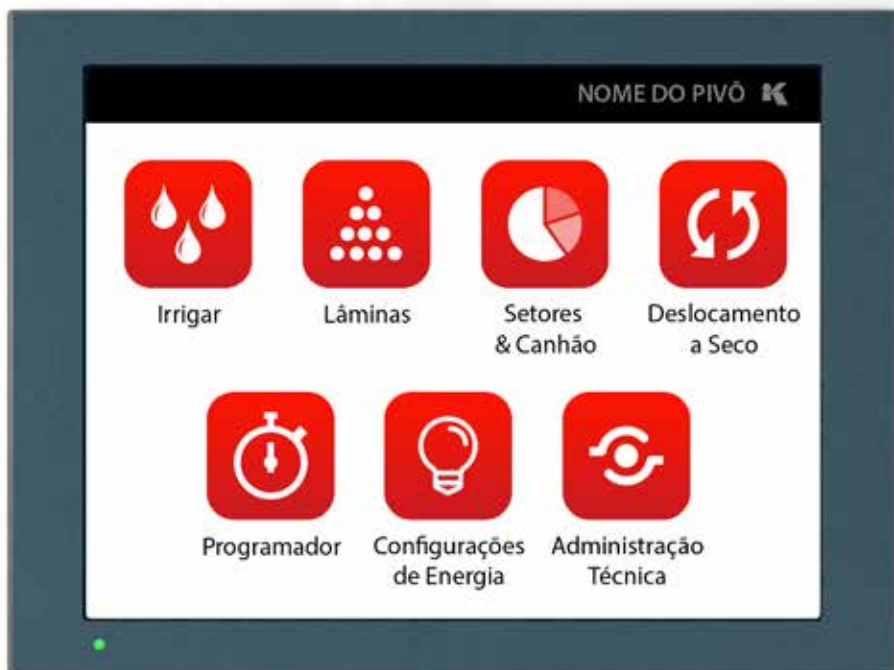 NOME DO PIVÔ
Irrigar
Lâminas
Setores
& Canhão
Deslocamento
a Seco
Programador
Configurações
de Energia
Administração
Técnica